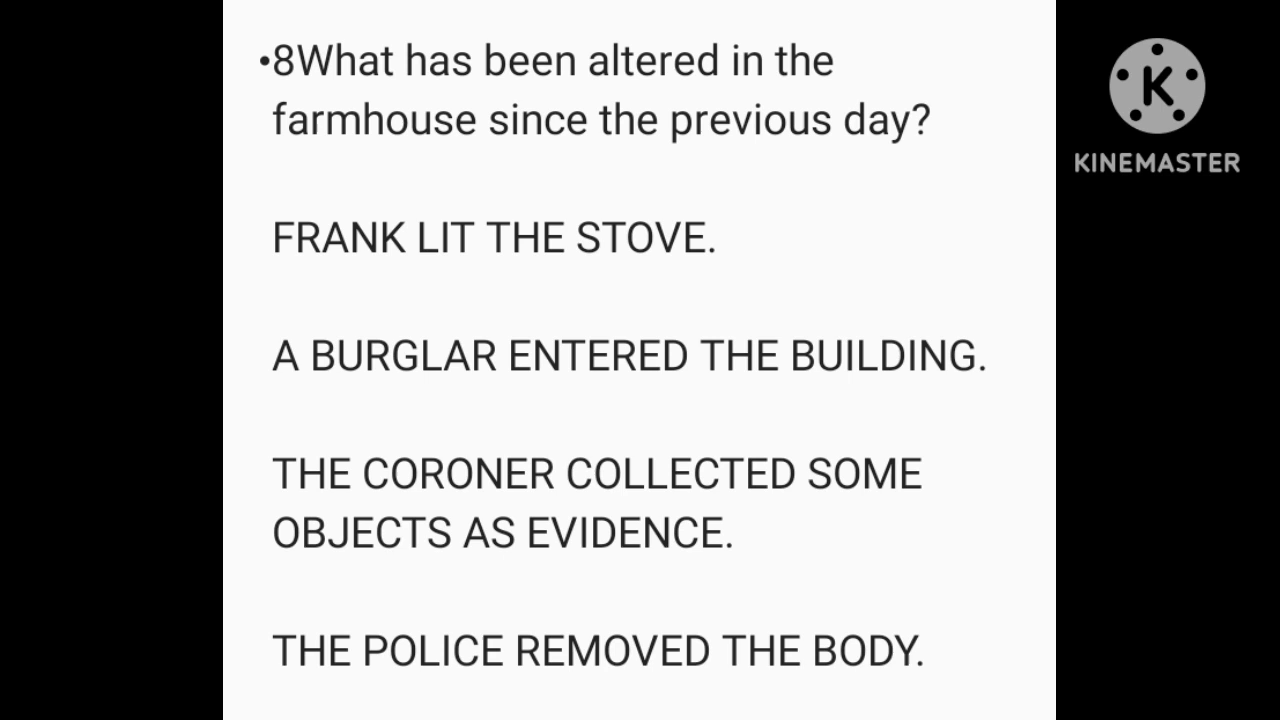 •8What has been altered in the
farmhouse since the previous day?
FRANK LIT THE STOVE.
A BURGLAR ENTERED THE BUILDING.
THE CORONER COLLECTED SOME
OBJECTS AS EVIDENCE.
THE POLICE REMOVED THE BODY.
K
KINEMASTER